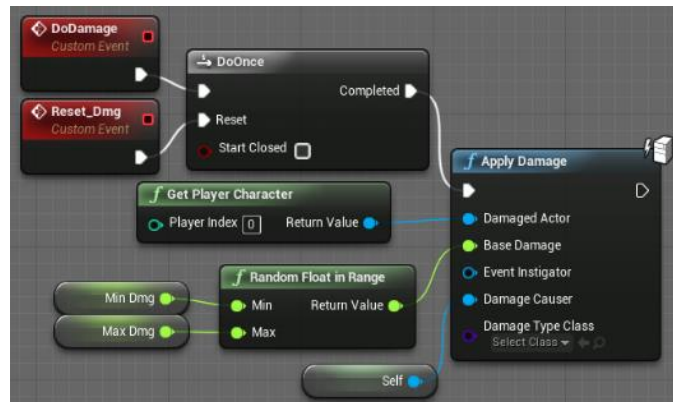 DoDamage
Custom Event
DoOnce
Completed
Reset_Dmg
Custom Event
Reset
Start Closed
Apply Damage
Get Player Character
Player Index 0 Return Value
Damaged Actor
Base Damage
Random Float in Range
Event Instigator
Min Dmg
Min Return Value
Damage Causer
Max Dmg
Max
Damage Type Class
Select Class
Self